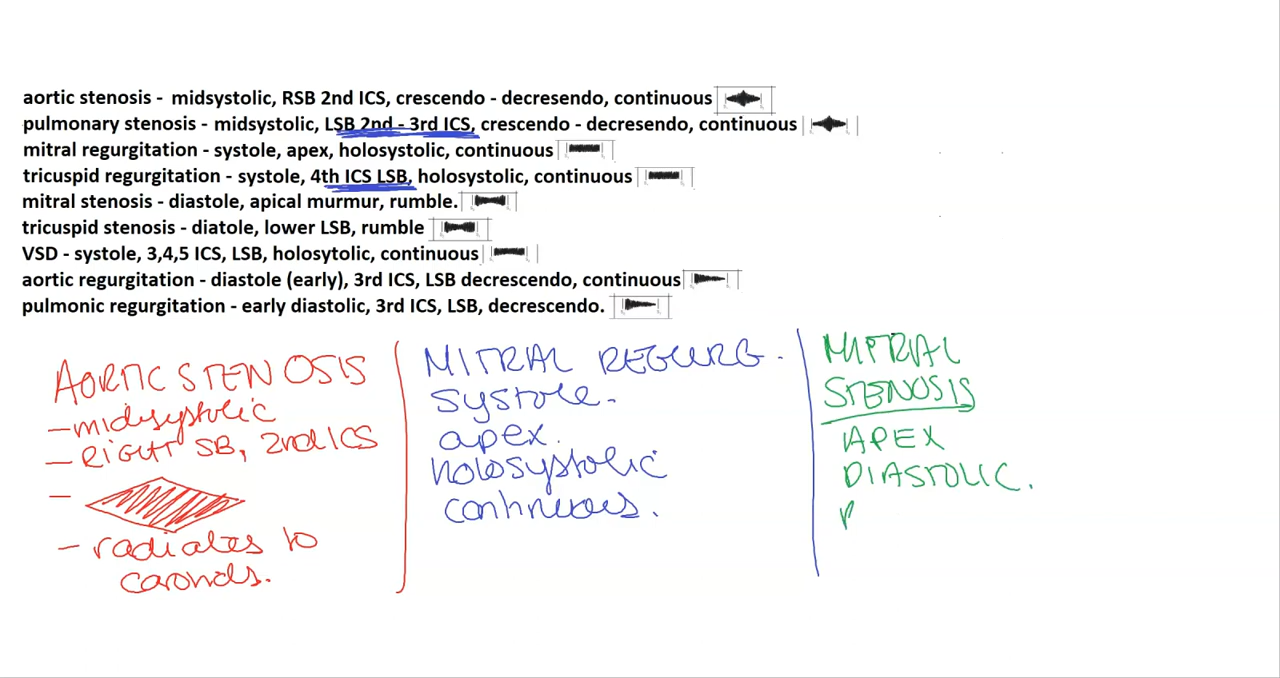 aortic stenosis - midsystolic, RSB 2nd ICS, crescendo - decresendo, continuous
pulmonary stenosis - midsystolic, LSB 2nd - 3rd ICS, crescendo - decresendo, continuous
mitral regurgitation - systole, apex, holosystolic, continuous
tricuspid regurgitation - systole, 4th ICS LSB, holosystolic, continuous
mitral stenosis - diastole, apical murmur, rumble.
tricuspid stenosis - diatole, lower LSB, rumble
VSD - systole, 3,4,5 ICS, LSB, holosytolic, continuous
aortic regurgitation - diastole (early), 3rd ICS, LSB decrescendo, continuous
pulmonic regurgitation - early diastolic, 3rd ICS, LSB, decrescendo.
AORTIC STENOSIS
- midsystolic
- RIGHT SB, 2nd ICS
-
- radiates to
carotids.
MITRAL REGURG.
systole.
apex.
holosystolic
continuous.
MITRIAL
STENOSIS
APEX
DIASTOLIC.